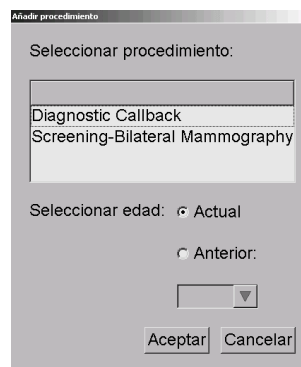 Añadir procedimiento
Seleccionar procedimiento:
Diagnostic Callback
Screening-Bilateral Mammography
Seleccionar edad: Actual
Anterior:
Aceptar Cancelar